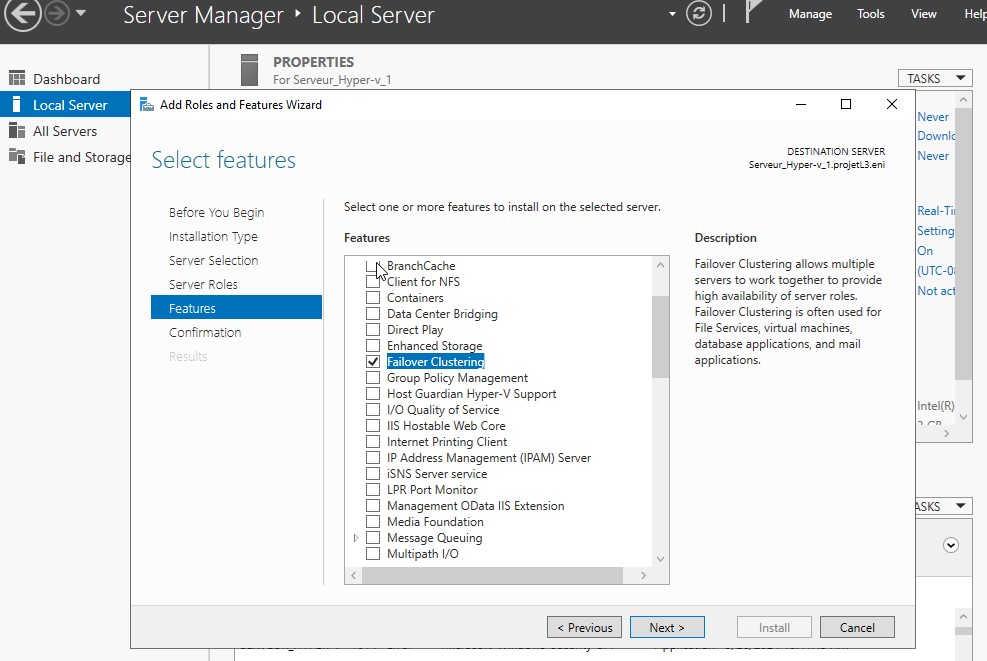 Server Manager ‣ Local Server
Manage Tools View Help
Dashboard
Local Server
All Servers
File and Storage
PROPERTIES
For Serveur_Hyper-v_1
TASKS
Add Roles and Features Wizard
Select features
DESTINATION SERVER
Serveur_Hyper-v_1.projetL3.eni
Before You Begin
Installation Type
Server Selection
Server Roles
Features
Confirmation
Results
Select one or more features to install on the selected server.
Features
BranchCache
Client for NFS
Containers
Data Center Bridging
Direct Play
Enhanced Storage
Failover Clustering
Group Policy Management
Host Guardian Hyper-V Support
I/O Quality of Service
IIS Hostable Web Core
Internet Printing Client
IP Address Management (IPAM) Server
iSNS Server service
LPR Port Monitor
Management OData IIS Extension
Media Foundation
Message Queuing
Multipath I/O
Description
Failover Clustering allows multiple
servers to work together to provide
high availability of server roles.
Failover Clustering is often used for
File Services, virtual machines,
database applications, and mail
applications.
< Previous
Next >
Install
Cancel
Never
Downlo
Never
Real-Ti
Setting
On
(UTC-08
Not act
Intel(R)
ASKS